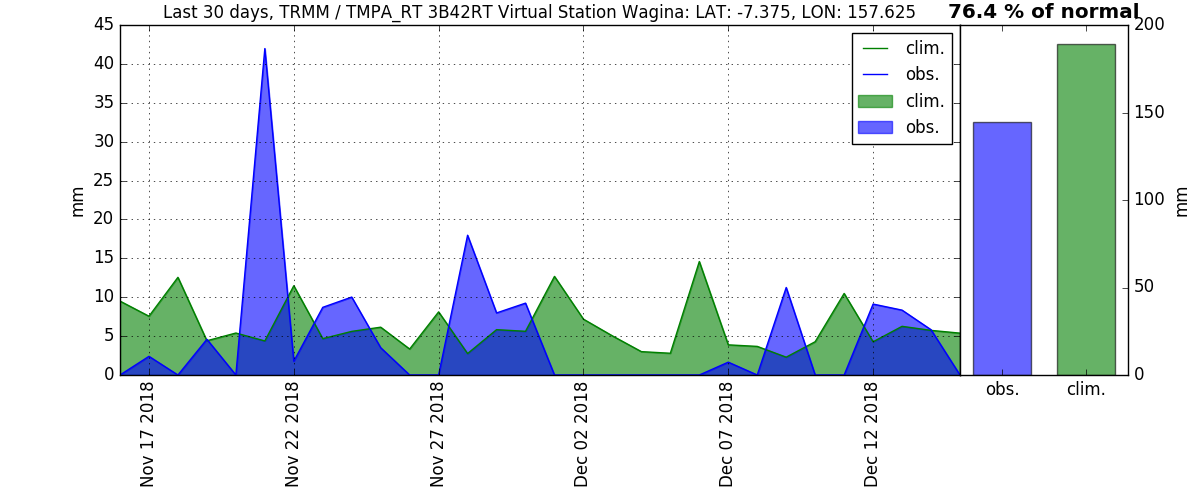 Last 30 days, TRMM / TMPA_RT 3B42RT Virtual Station Wagina: LAT: -7.375, LON: 157.625
76.4 % of normal
45
40
35
30
25
20
15
10
5
0
mm
clim.
obs.
clim.
obs.
Nov 17 2018
Nov 22 2018
Nov 27 2018
Dec 02 2018
Dec 07 2018
Dec 12 2018
200
150
100
50
0
mm
obs.
clim.